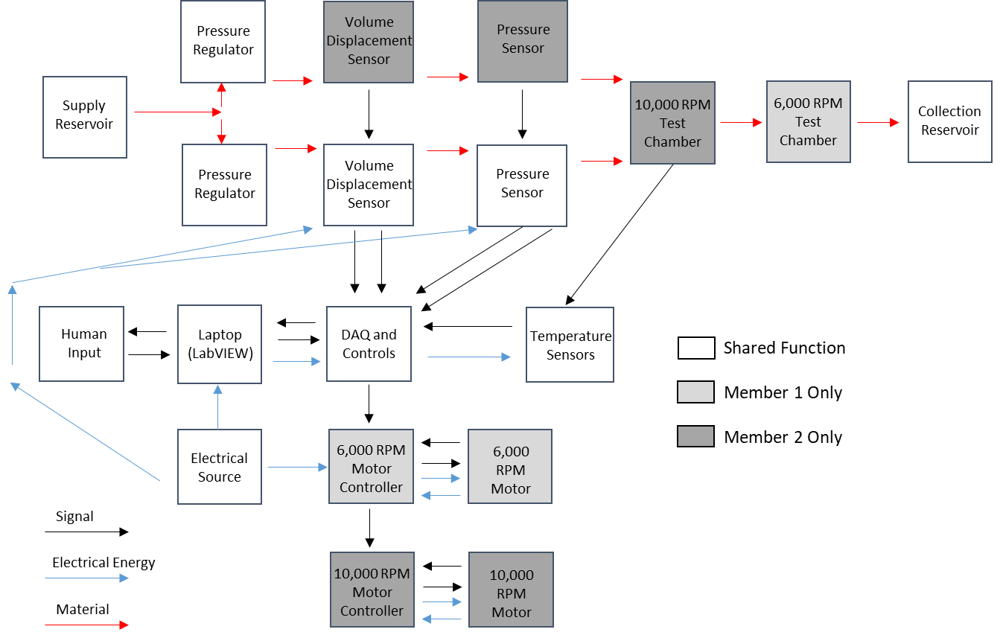 Pressure
Regulator
Volume
Displacement
Sensor
Pressure
Sensor
Supply
Reservoir
10,000 RPM
Test
Chamber
6,000 RPM
Test
Chamber
Collection
Reservoir
Pressure
Regulator
Volume
Displacement
Sensor
Pressure
Sensor
Human
Input
Laptop
(LabVIEW)
DAQ and
Controls
Temperature
Sensors
Shared Function
Member 1 Only
Member 2 Only
Electrical
Source
6,000 RPM
Motor
Controller
6,000
RPM
Motor
Signal
Electrical Energy
Material
10,000 RPM
Motor
Controller
10,000
RPM
Motor